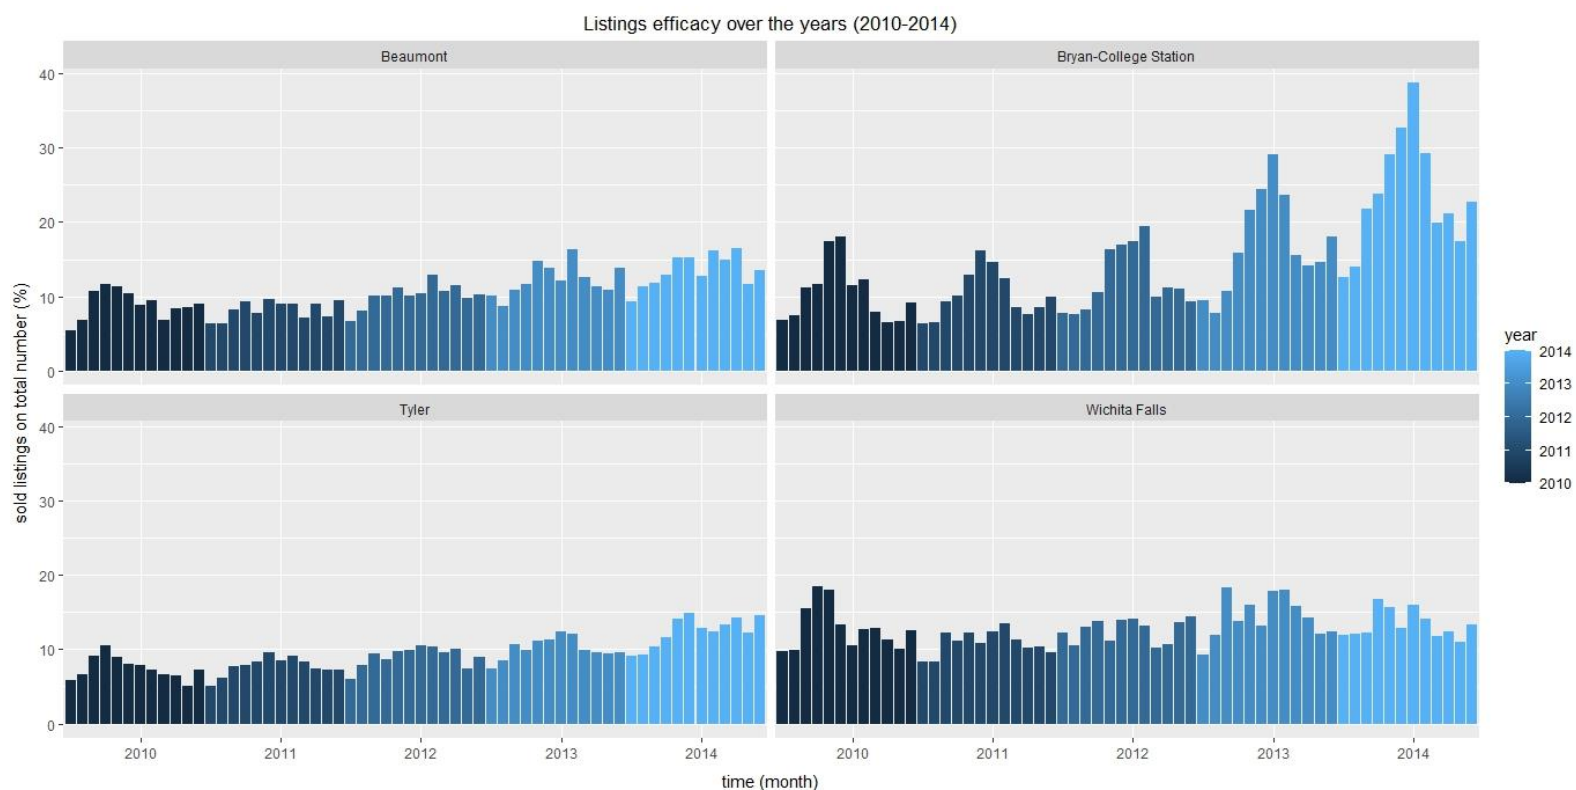 Listings efficacy over the years (2010-2014)
Beaumont
Bryan-College Station
40
30
20
10
0
Tyler
Wichita Falls
40
30
20
10
0
sold listings on total number (%)
2010 2011 2012 2013 2014
2010 2011 2012 2013 2014
time (month)
year
2014
2013
2012
2011
2010